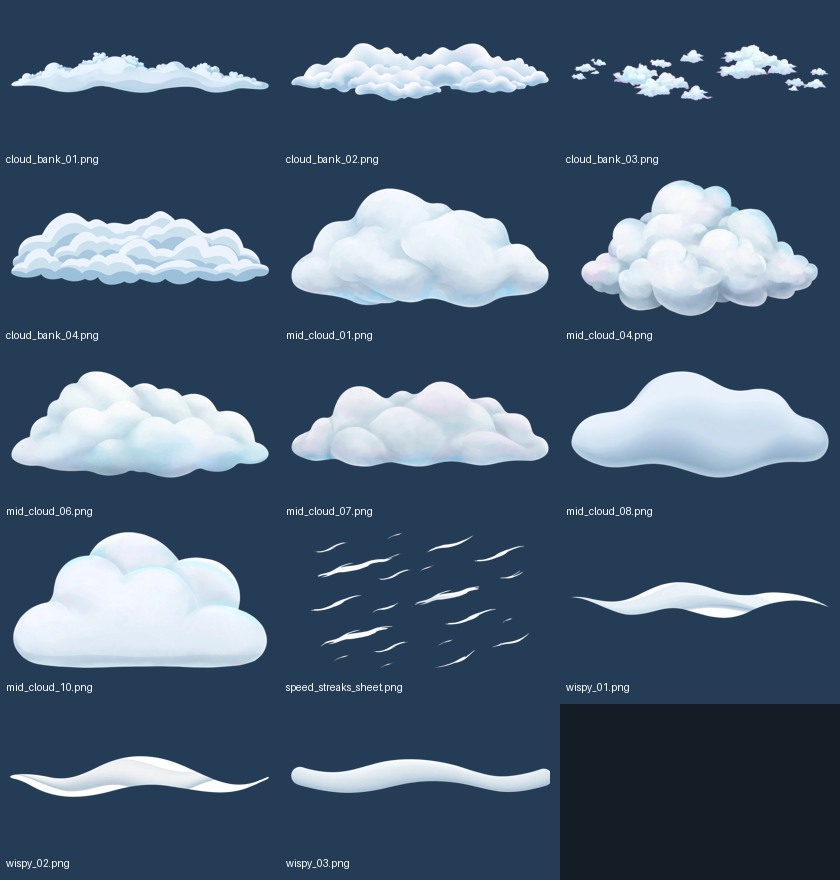 cloud_bank_01.png
cloud_bank_02.png
cloud_bank_03.png
cloud_bank_04.png
mid_cloud_01.png
mid_cloud_04.png
mid_cloud_06.png
mid_cloud_07.png
mid_cloud_08.png
mid_cloud_10.png
speed_streaks_sheet.png
wispy_01.png
wispy_02.png
wispy_03.png